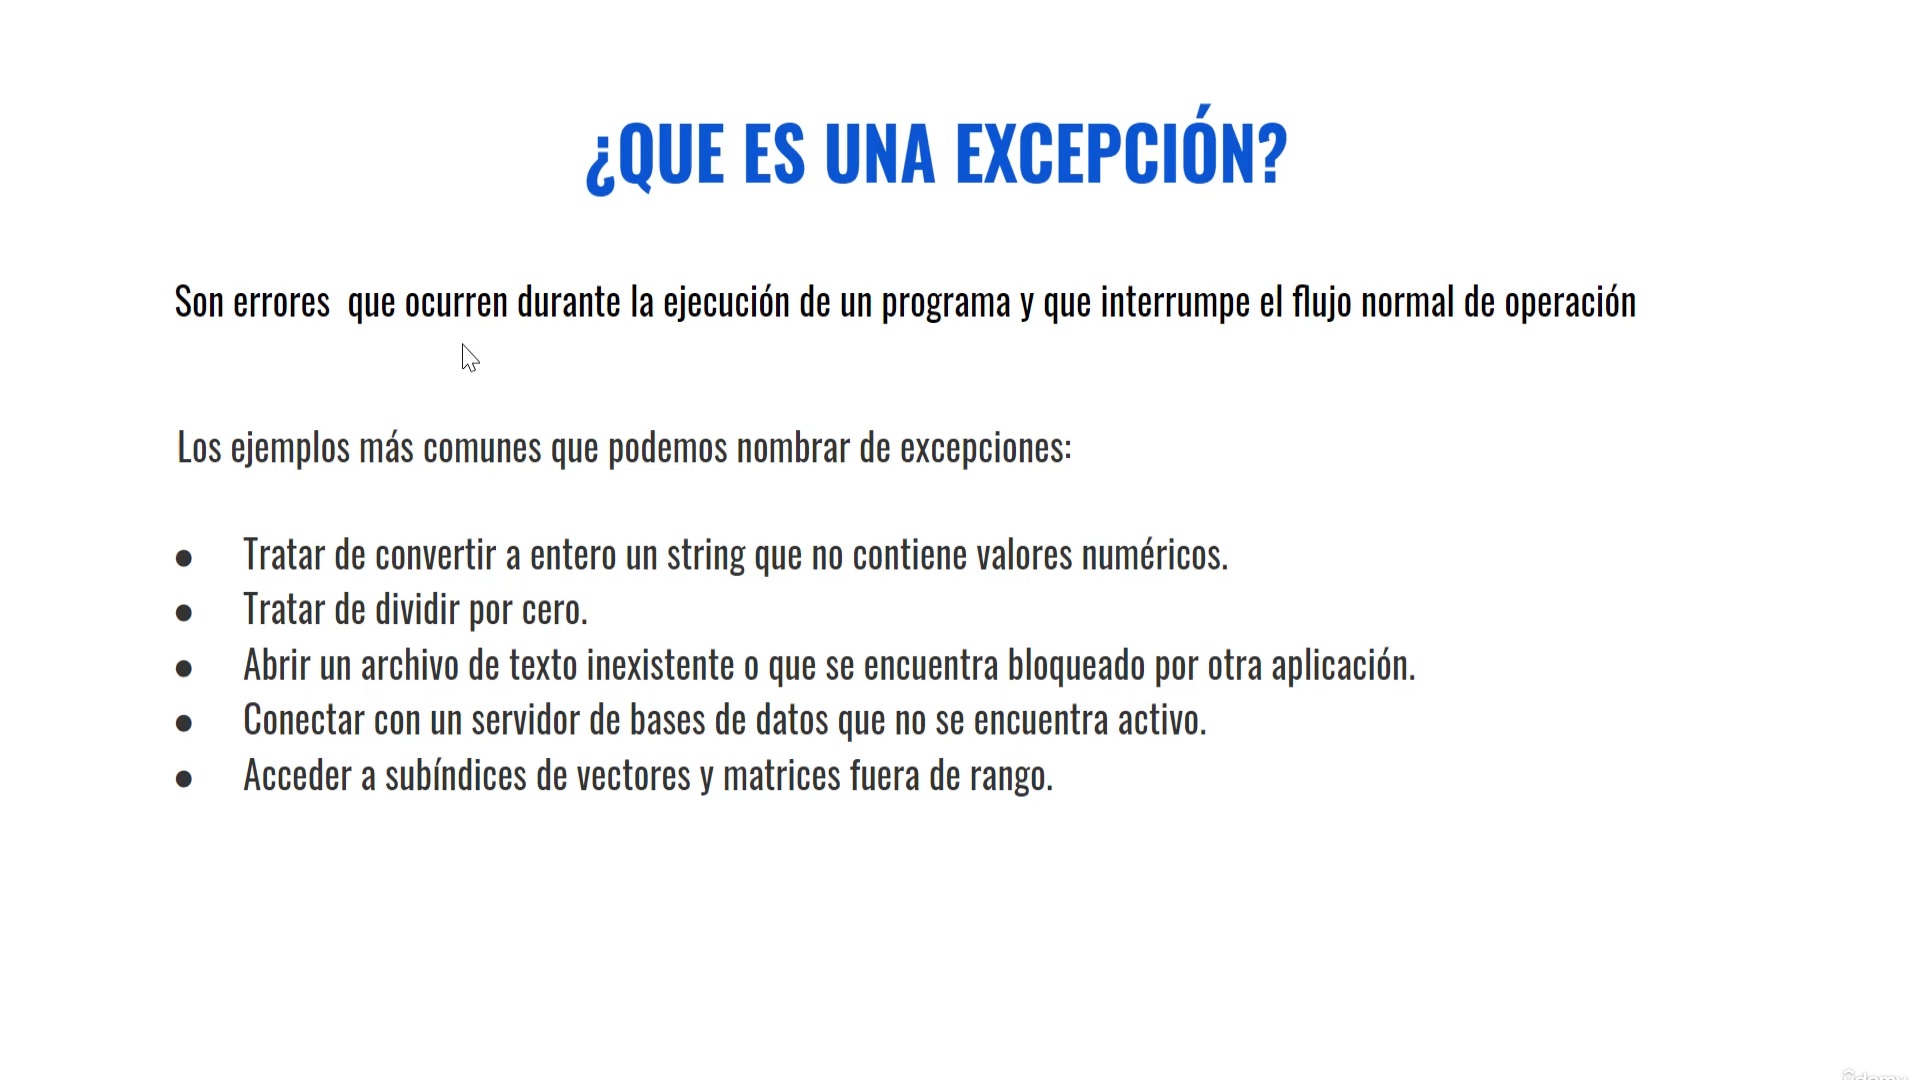 ¿QUE ES UNA EXCEPCIÓN?
Son errores que ocurren durante la ejecución de un programa y que interrumpe el flujo normal de operación
Los ejemplos más comunes que podemos nombrar de excepciones:
● Tratar de convertir a entero un string que no contiene valores numéricos.
● Tratar de dividir por cero.
● Abrir un archivo de texto inexistente o que se encuentra bloqueado por otra aplicación.
● Conectar con un servidor de bases de datos que no se encuentra activo.
● Acceder a subíndices de vectores y matrices fuera de rango.